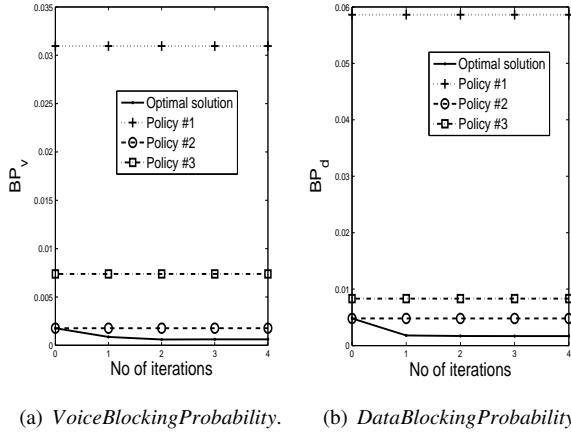 0.035
0.03
0.025
0.02
0.015
0.01
0.005
0
BP_v
0 1 2 3 4
No of iterations
Optimal solution
Policy #1
Policy #2
Policy #3
0.06
0.05
0.04
0.03
0.02
0.01
0
BP_d
0 1 2 3 4
No of iterations
Optimal solution
Policy #1
Policy #2
Policy #3
(a) VoiceBlockingProbability.
(b) DataBlockingProbability